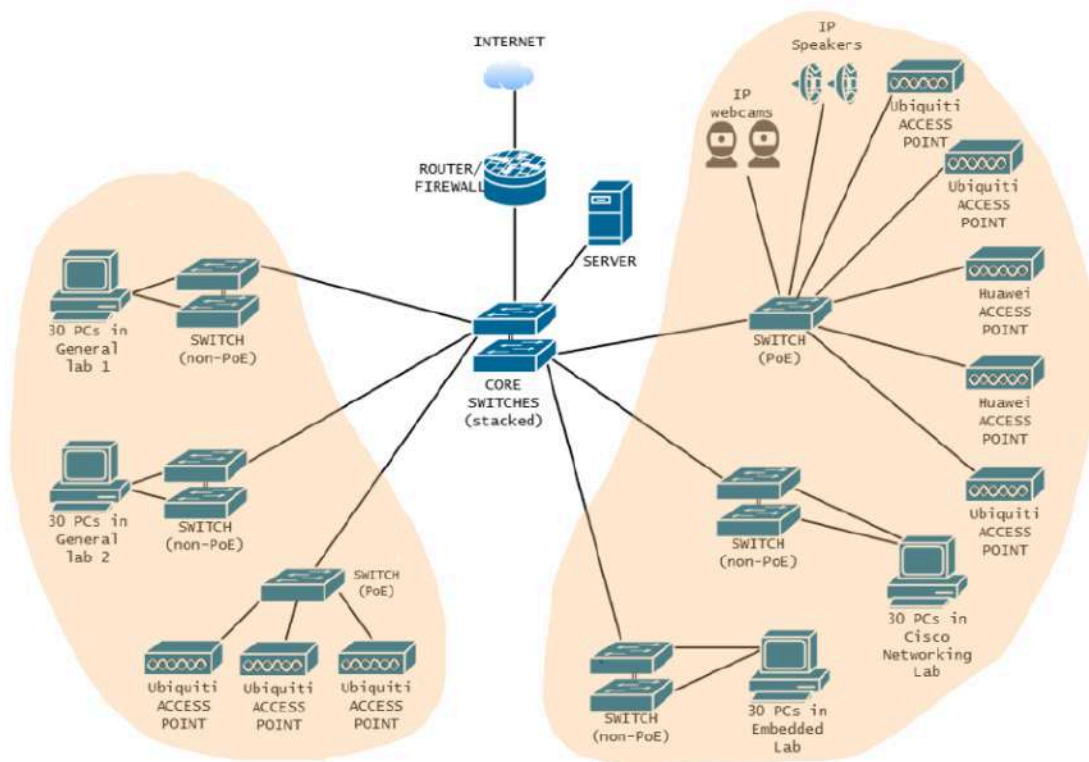 INTERNET
ROUTER/
FIREWALL
SERVER
CORE
SWITCHES
(stacked)
30 PCs in
General
lab 1
SWITCH
(non-PoE)
30 PCs in
General
lab 2
SWITCH
(non-PoE)
SWITCH
(PoE)
Ubiquiti
ACCESS
POINT
Ubiquiti
ACCESS
POINT
Ubiquiti
ACCESS
POINT
IP
Speakers
IP
webcams
Ubiquiti
ACCESS
POINT
Ubiquiti
ACCESS
POINT
Huawei
ACCESS
POINT
Huawei
ACCESS
POINT
Ubiquiti
ACCESS
POINT
SWITCH
(PoE)
SWITCH
(non-PoE)
30 PCs in
Cisco
Networking
Lab
SWITCH
(non-PoE)
30 PCs in
Embedded
Lab